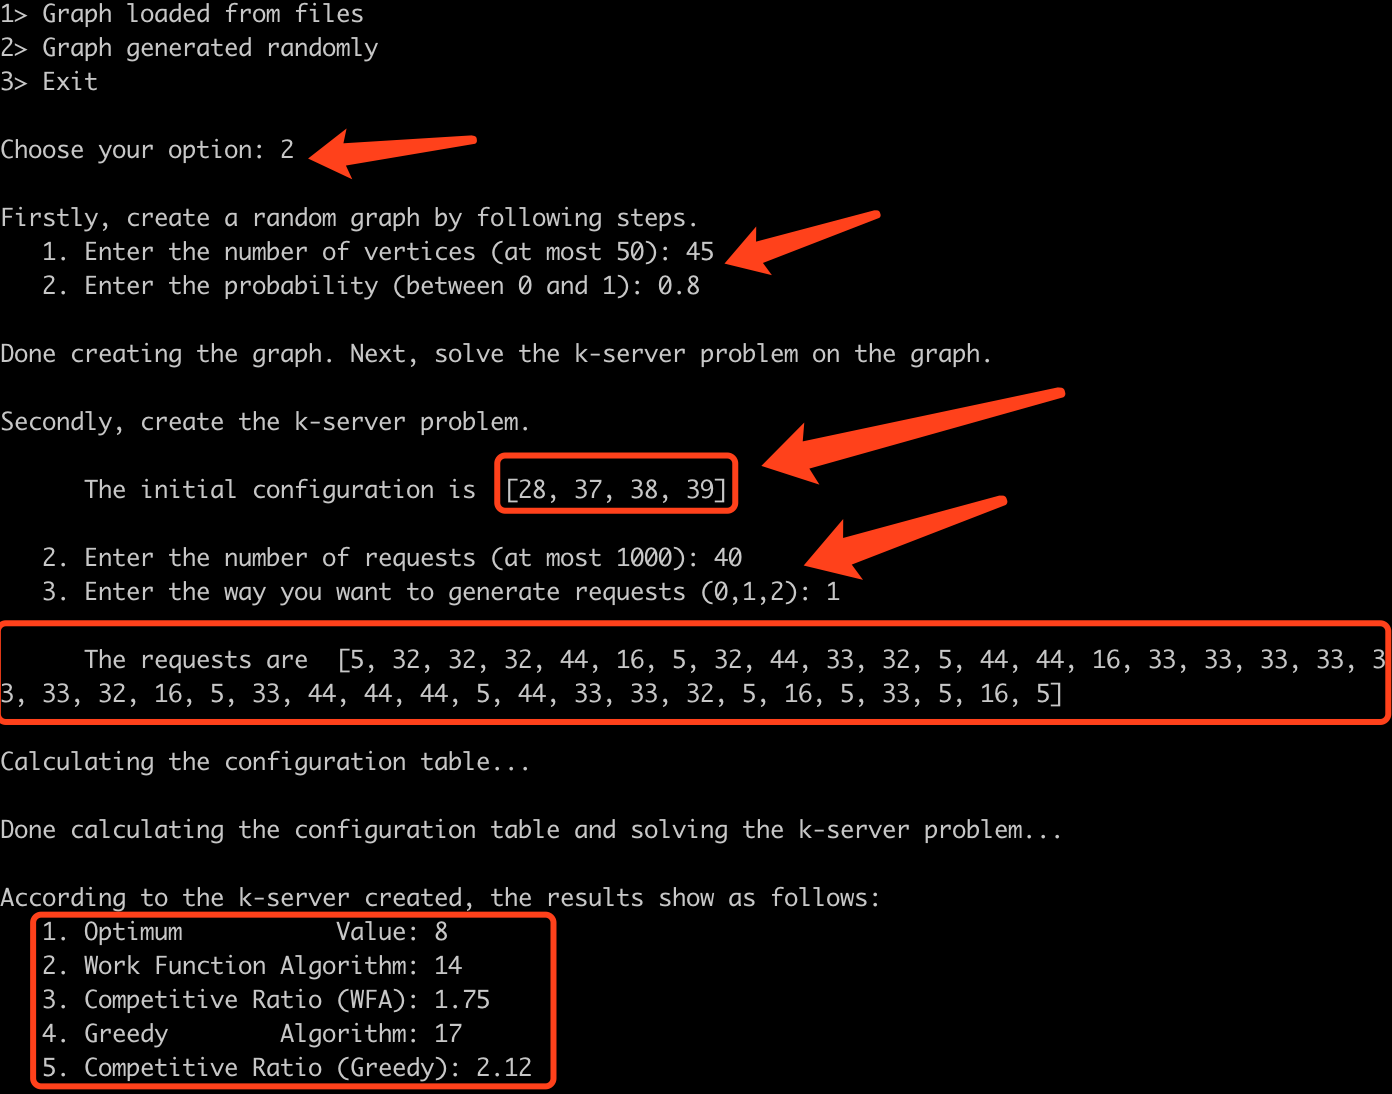 1> Graph loaded from files
2> Graph generated randomly
3> Exit
Choose your option: 2
Firstly, create a random graph by following steps.
1. Enter the number of vertices (at most 50): 45
2. Enter the probability (between 0 and 1): 0.8
Done creating the graph. Next, solve the k-server problem on the graph.
Secondly, create the k-server problem.
The initial configuration is [28, 37, 38, 39]
2. Enter the number of requests (at most 1000): 40
3. Enter the way you want to generate requests (0,1,2): 1
The requests are [5, 32, 32, 32, 44, 16, 5, 32, 44, 33, 32, 5, 44, 44, 16, 33, 33, 33, 33, 3
3, 33, 32, 16, 5, 33, 44, 44, 44, 5, 44, 33, 33, 32, 5, 16, 5, 33, 5, 16, 5]
Calculating the configuration table...
Done calculating the configuration table and solving the k-server problem...
According to the k-server created, the results show as follows:
1. Optimum Value: 8
2. Work Function Algorithm: 14
3. Competitive Ratio (WFA): 1.75
4. Greedy Algorithm: 17
5. Competitive Ratio (Greedy): 2.12